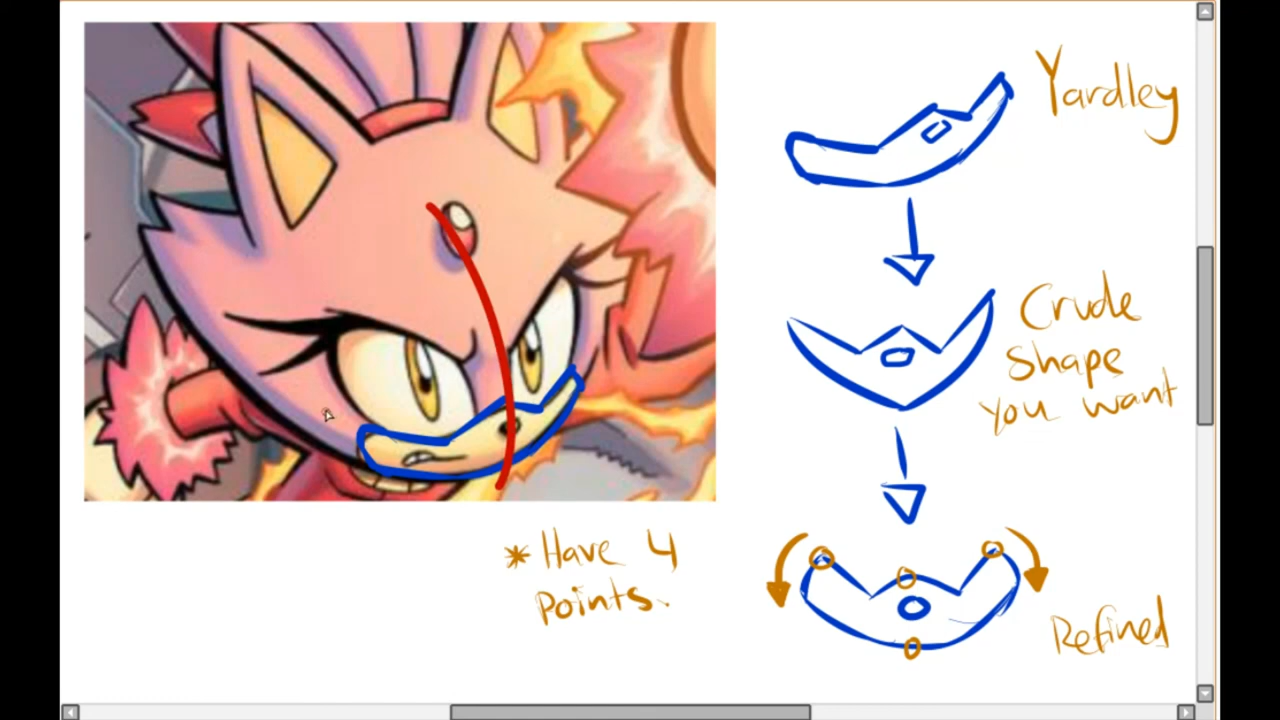 Yardley
Crude
Shape
you want
* Have 4
points.
Refined